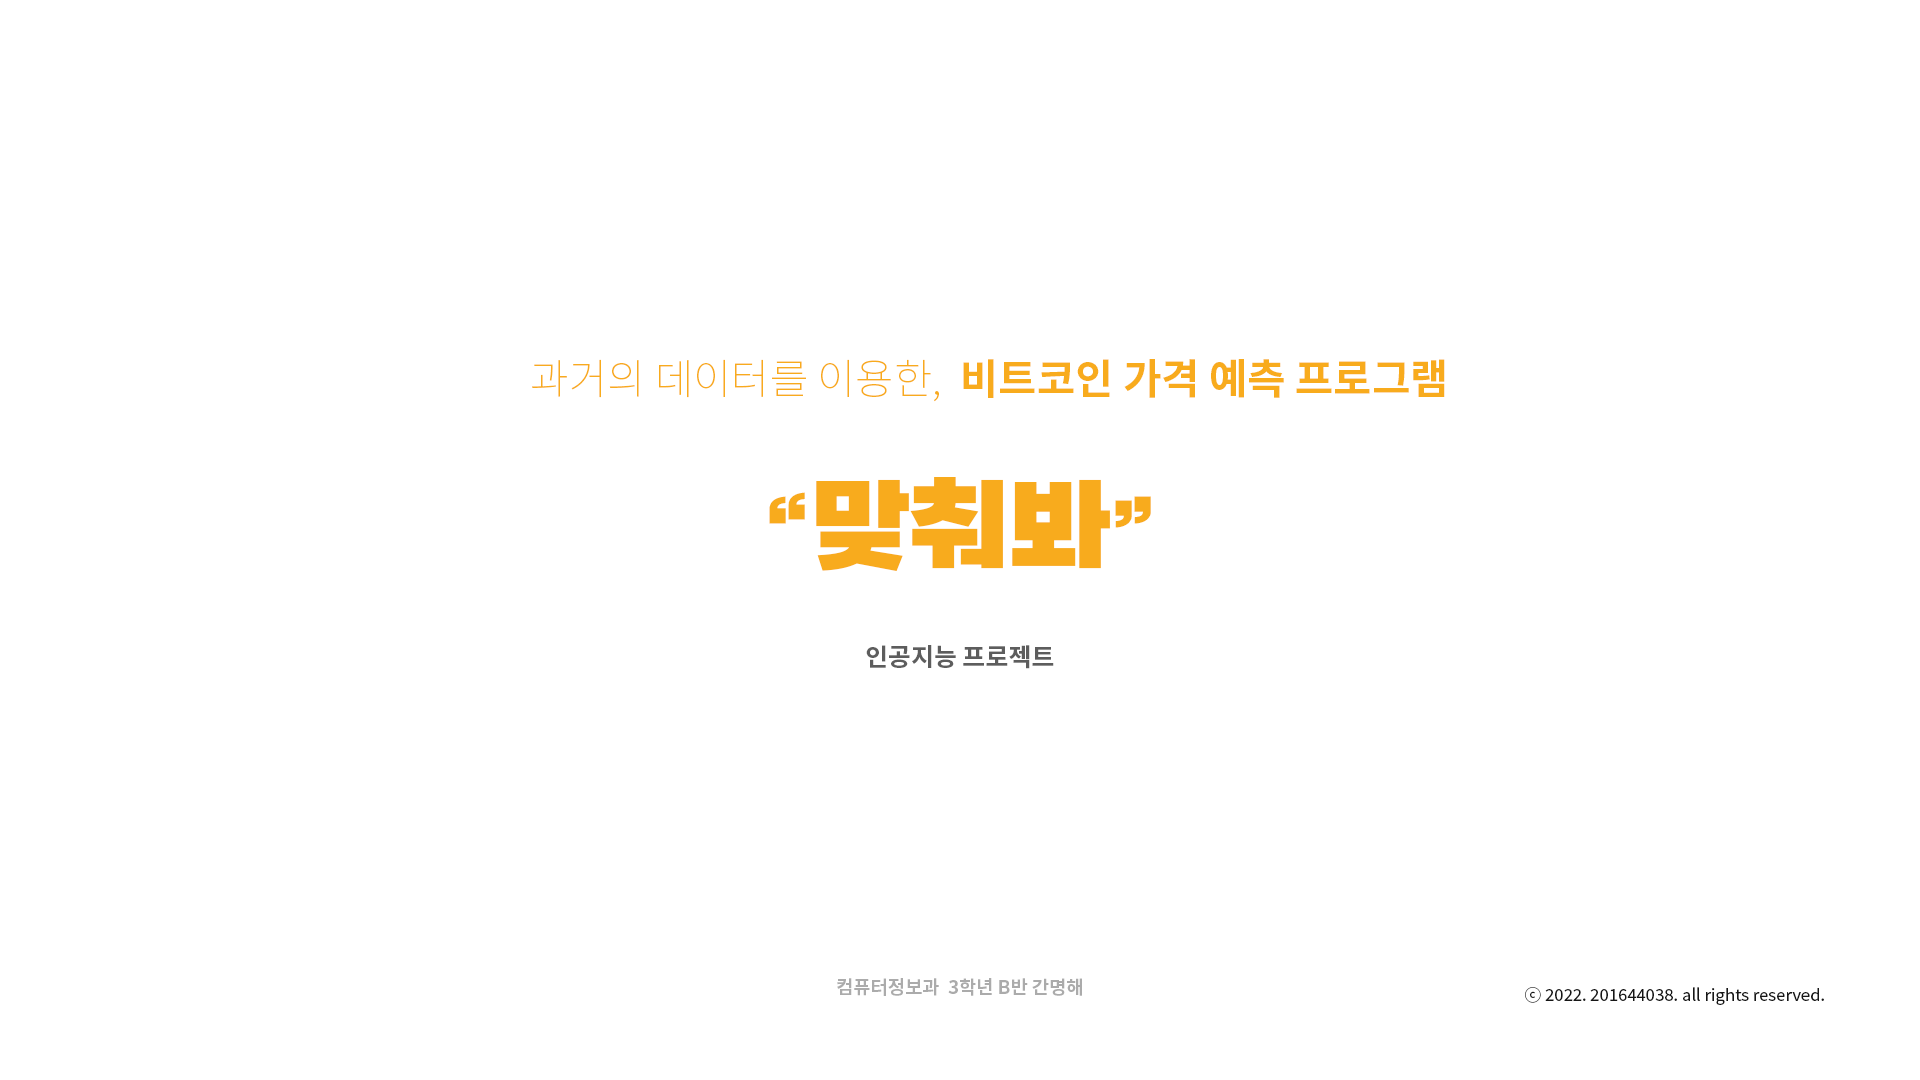 과거의 데이터를 이용한, 비트코인 가격 예측 프로그램
“맞춰봐”
인공지능 프로젝트
컴퓨터정보과 3학년 B반 간명해
ⓒ 2022. 201644038. all rights reserved.